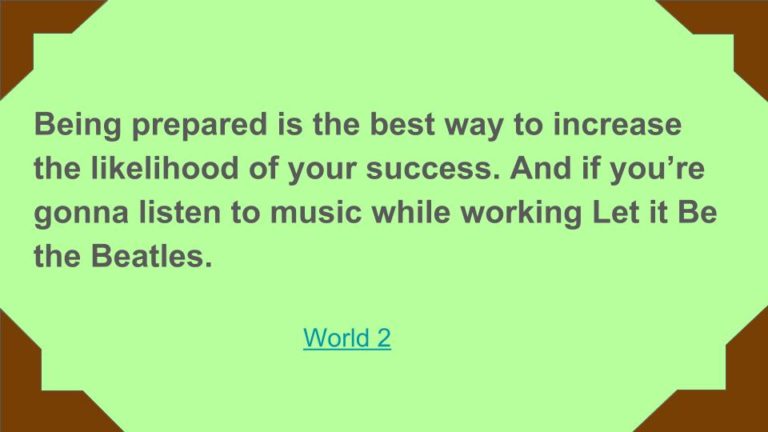 Being prepared is the best way to increase
the likelihood of your success. And if you’re
gonna listen to music while working Let it Be
the Beatles.
World 2